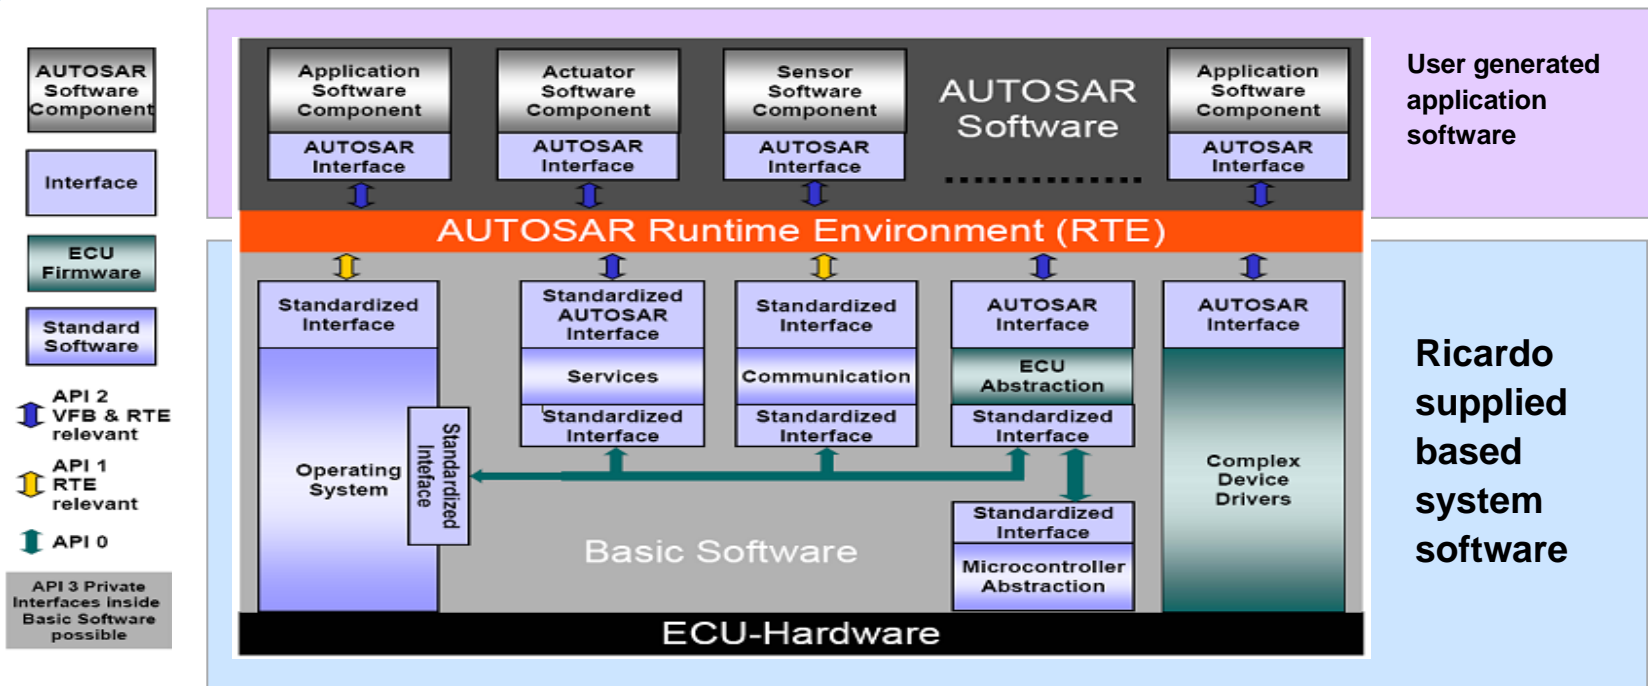 AUTOSAR
Software
Component
Interface
ECU
Firmware
Standard
Software
API 2
VFB & RTE
relevant
API 1
RTE
relevant
API 0
API 3 Private
Interfaces inside
Basic Software
possible
Application
Software
Component
AUTOSAR
Interface
Actuator
Software
Component
AUTOSAR
Interface
Sensor
Software
Component
AUTOSAR
Interface
AUTOSAR
Software
Application
Software
Component
AUTOSAR
Interface
User generated
application
software
AUTOSAR Runtime Environment (RTE)
Standardized
Interface
Operating
System
Standardized
Inteface
Standardized
AUTOSAR
Interface
Services
Standardized
Interface
Standardized
Interface
Communication
Standardized
Interface
AUTOSAR
Interface
ECU
Abstraction
Standardized
Interface
Standardized
Interface
Microcontroller
Abstraction
AUTOSAR
Interface
Complex
Device
Drivers
Basic Software
ECU-Hardware
Ricardo
supplied
based
system
software